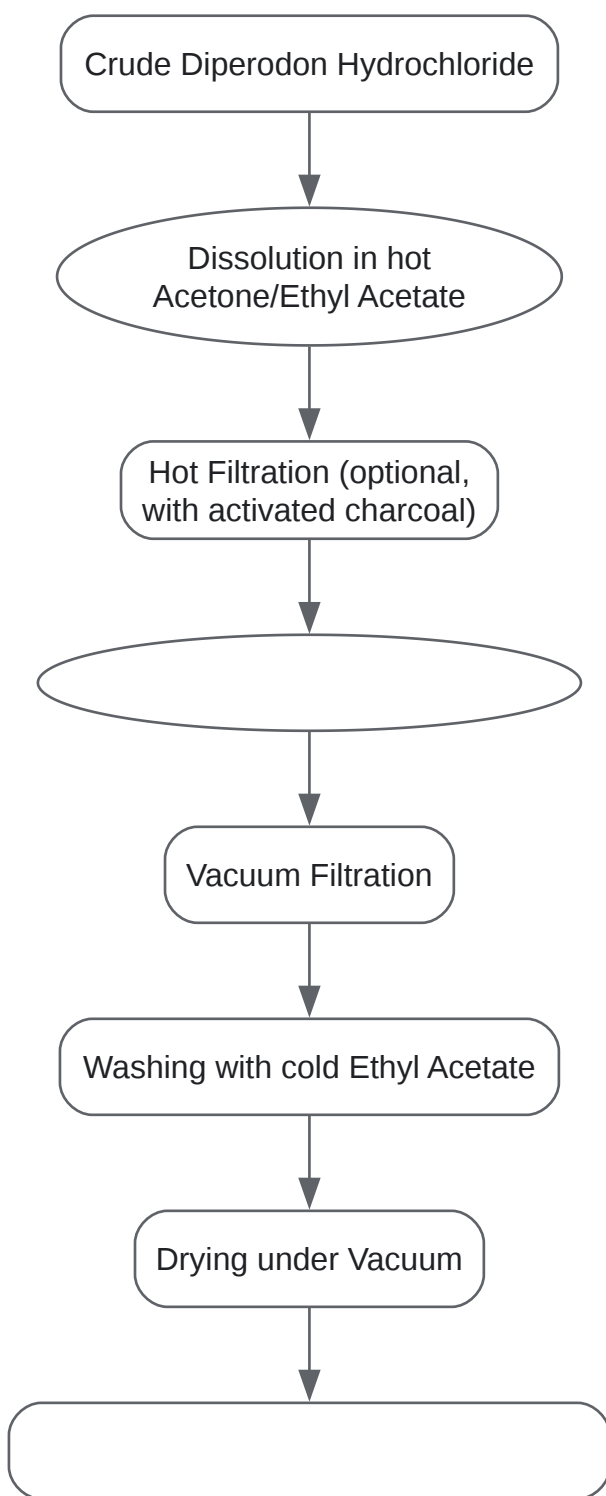 Crude Diperodon Hydrochloride
Dissolution in hot
Acetone/Ethyl Acetate
Hot Filtration (optional,
with activated charcoal)
Vacuum Filtration
Washing with cold Ethyl Acetate
Drying under Vacuum